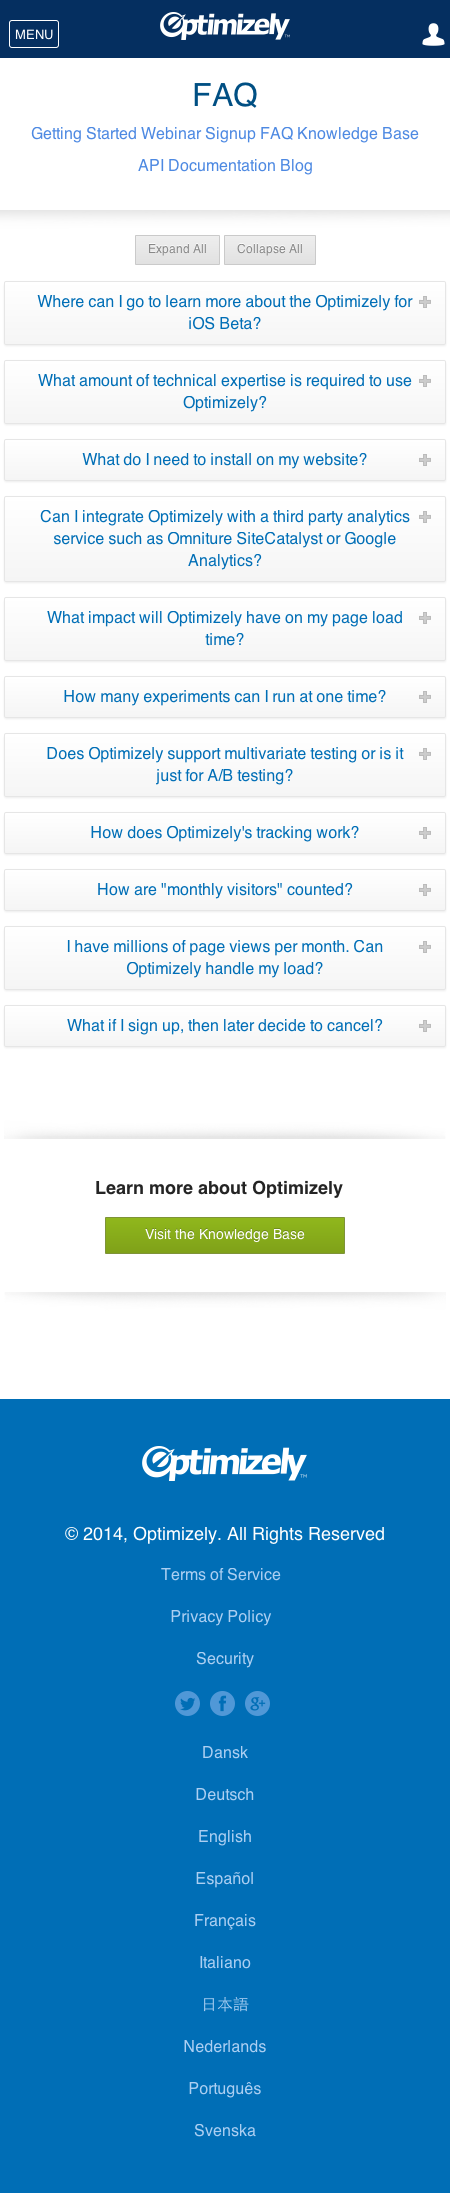 MENU
Optimizely™
FAQ
Getting Started Webinar Signup FAQ Knowledge Base
API Documentation Blog
Expand All Collapse All
Where can I go to learn more about the Optimizely for
iOS Beta?
What amount of technical expertise is required to use
Optimizely?
What do I need to install on my website?
Can I integrate Optimizely with a third party analytics
service such as Omniture SiteCatalyst or Google
Analytics?
What impact will Optimizely have on my page load
time?
How many experiments can I run at one time?
Does Optimizely support multivariate testing or is it
just for A/B testing?
How does Optimizely's tracking work?
How are "monthly visitors" counted?
I have millions of page views per month. Can
Optimizely handle my load?
What if I sign up, then later decide to cancel?
Learn more about Optimizely
Visit the Knowledge Base
Optimizely™
© 2014, Optimizely. All Rights Reserved
Terms of Service
Privacy Policy
Security
Dansk
Deutsch
English
Español
Français
Italiano
日本語
Nederlands
Português
Svenska